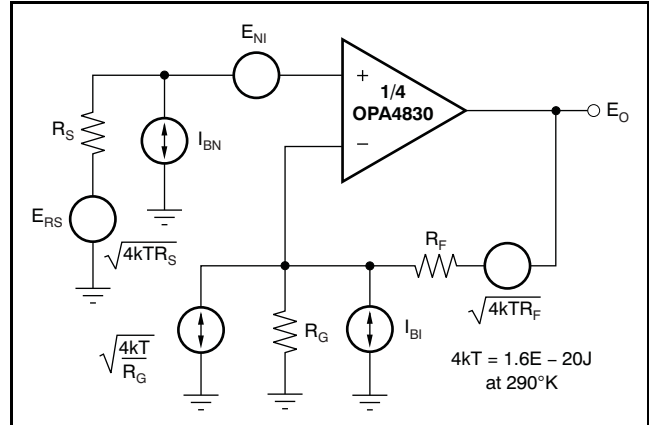 E_NI
+
1/4
OPA4830
−
E_O
R_S
I_BN
E_RS
√4kTR_S
R_F
√4kTR_F
√4kT/R_G
R_G
I_BI
4kT = 1.6E − 20J
at 290°K